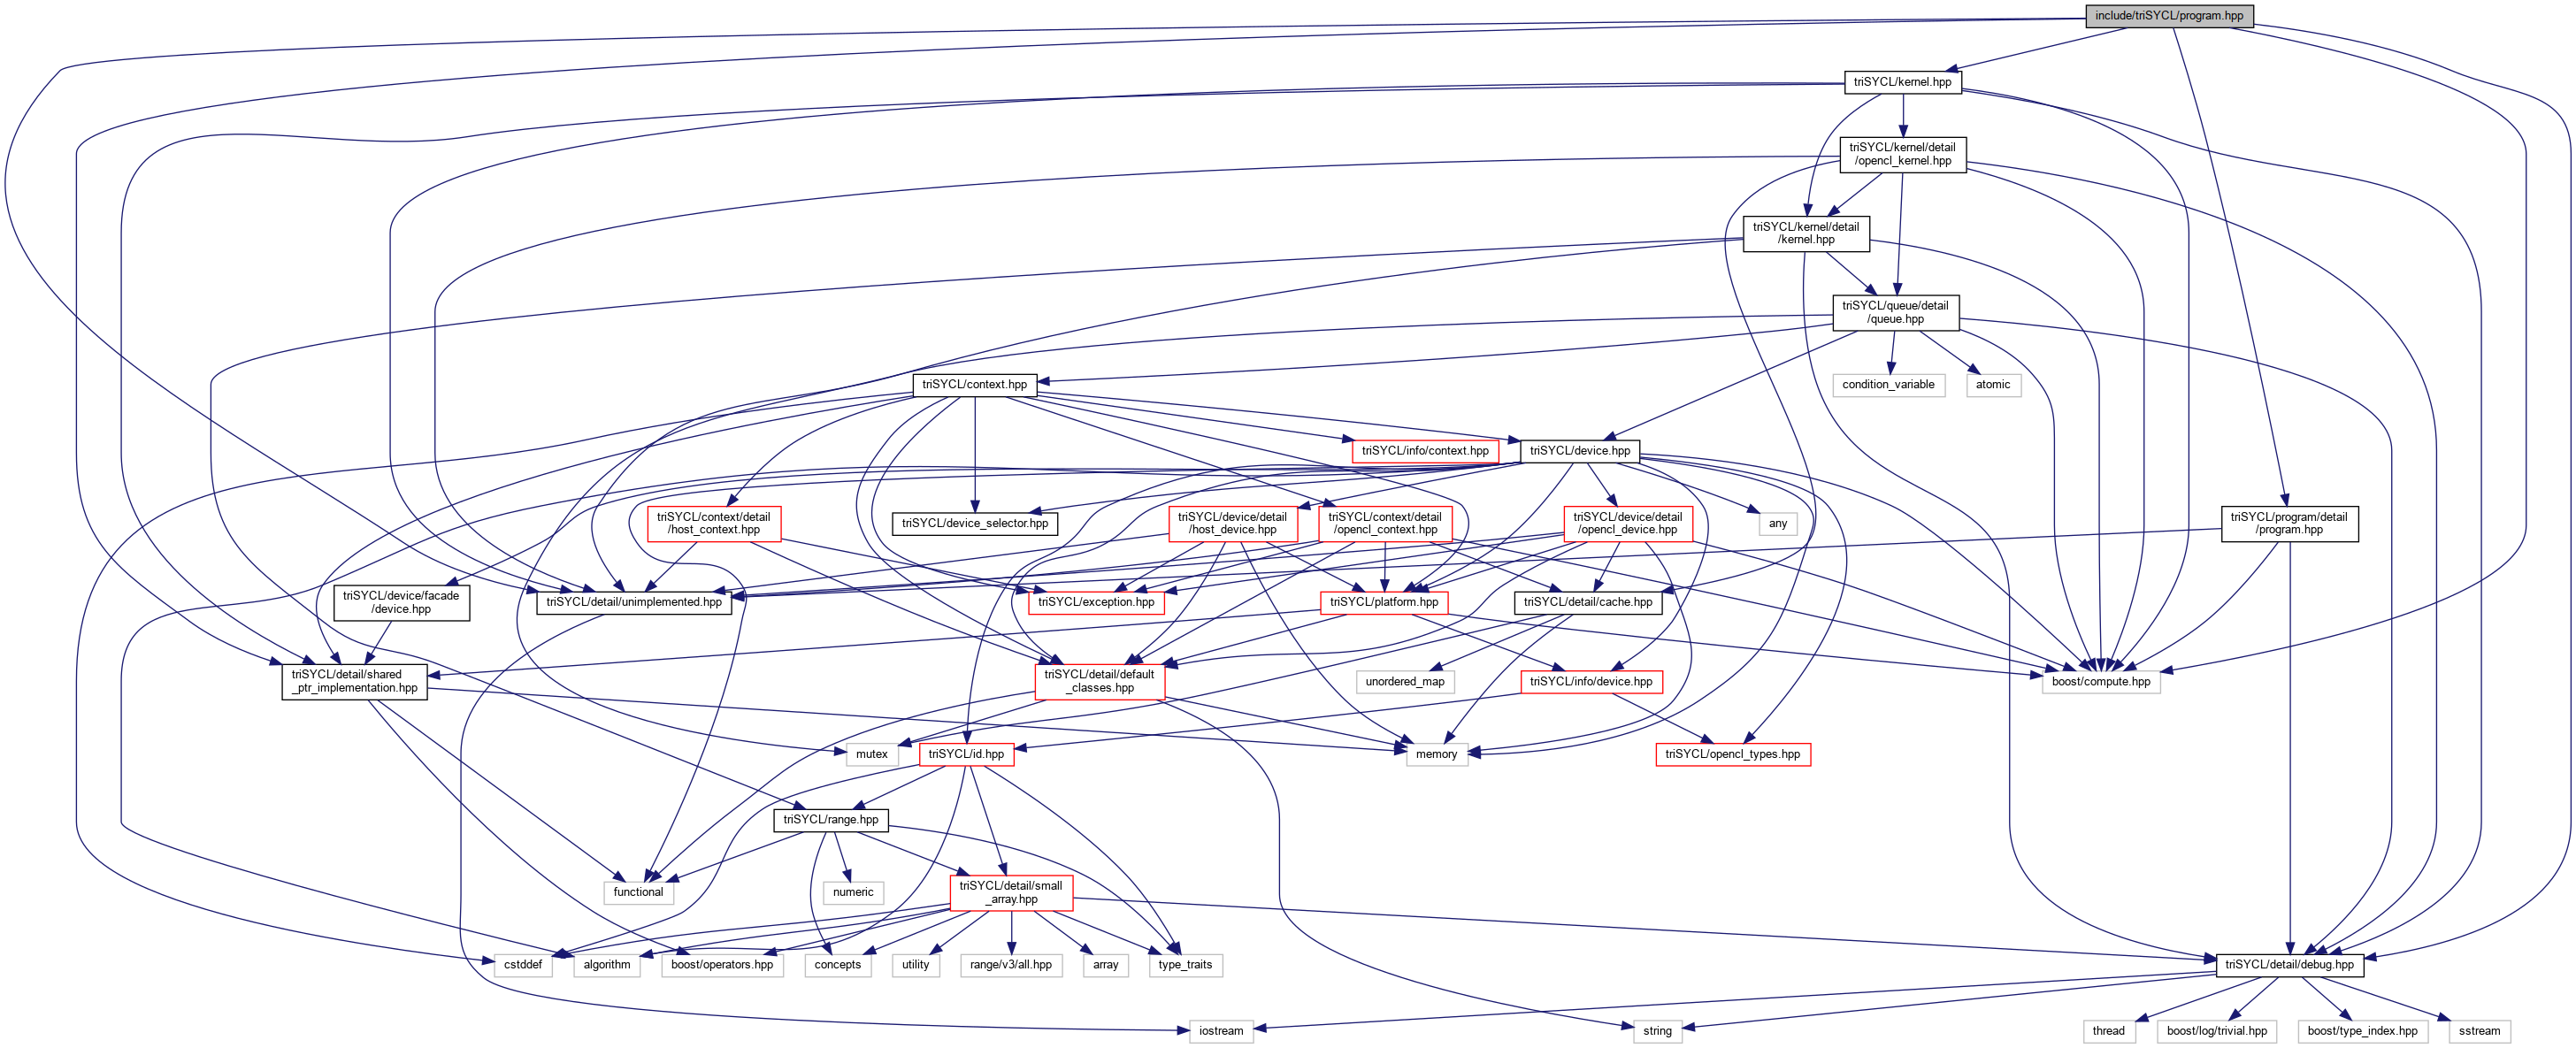 include/triSYCL/program.hpp
triSYCL/kernel.hpp
triSYCL/kernel/detail
/opencl_kernel.hpp
triSYCL/kernel/detail
/kernel.hpp
triSYCL/queue/detail
/queue.hpp
triSYCL/context.hpp
condition_variable
atomic
triSYCL/info/context.hpp
triSYCL/device.hpp
triSYCL/context/detail
/host_context.hpp
triSYCL/device_selector.hpp
triSYCL/device/detail
/host_device.hpp
triSYCL/context/detail
/opencl_context.hpp
triSYCL/device/detail
/opencl_device.hpp
any
triSYCL/program/detail
/program.hpp
triSYCL/device/facade
/device.hpp
triSYCL/detail/unimplemented.hpp
triSYCL/exception.hpp
triSYCL/platform.hpp
triSYCL/detail/cache.hpp
triSYCL/detail/shared
_ptr_implementation.hpp
triSYCL/detail/default
_classes.hpp
unordered_map
triSYCL/info/device.hpp
boost/compute.hpp
mutex
triSYCL/id.hpp
memory
triSYCL/opencl_types.hpp
triSYCL/range.hpp
functional
numeric
triSYCL/detail/small
_array.hpp
cstddef
algorithm
boost/operators.hpp
concepts
utility
range/v3/all.hpp
array
type_traits
triSYCL/detail/debug.hpp
iostream
string
thread
boost/log/trivial.hpp
boost/type_index.hpp
sstream